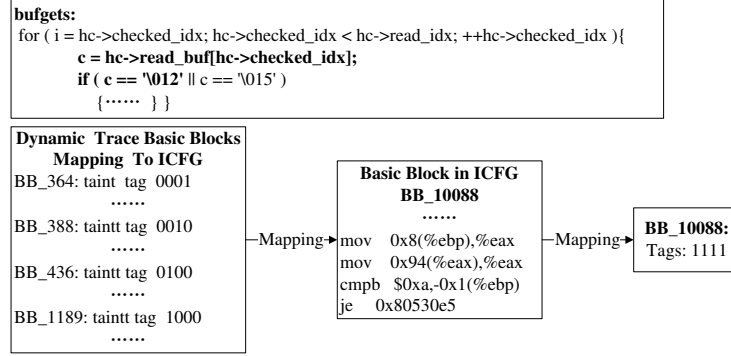 bufgets:
for ( i = hc->checked_idx; hc->checked_idx < hc->read_idx; ++hc->checked_idx ){
c = hc->read_buf[hc->checked_idx];
if ( c == '\012' || c == '\015' )
{…… } }
Dynamic Trace Basic Blocks
Mapping To ICFG
BB_364: taint tag 0001
……
BB_388: taintt tag 0010
……
BB_436: taintt tag 0100
……
BB_1189: taintt tag 1000
……
Mapping
Basic Block in ICFG
BB_10088
……
mov 0x8(%ebp),%eax
mov 0x94(%eax),%eax
cmpb $0xa,-0x1(%ebp)
je 0x80530e5
Mapping
BB_10088:
Tags: 1111